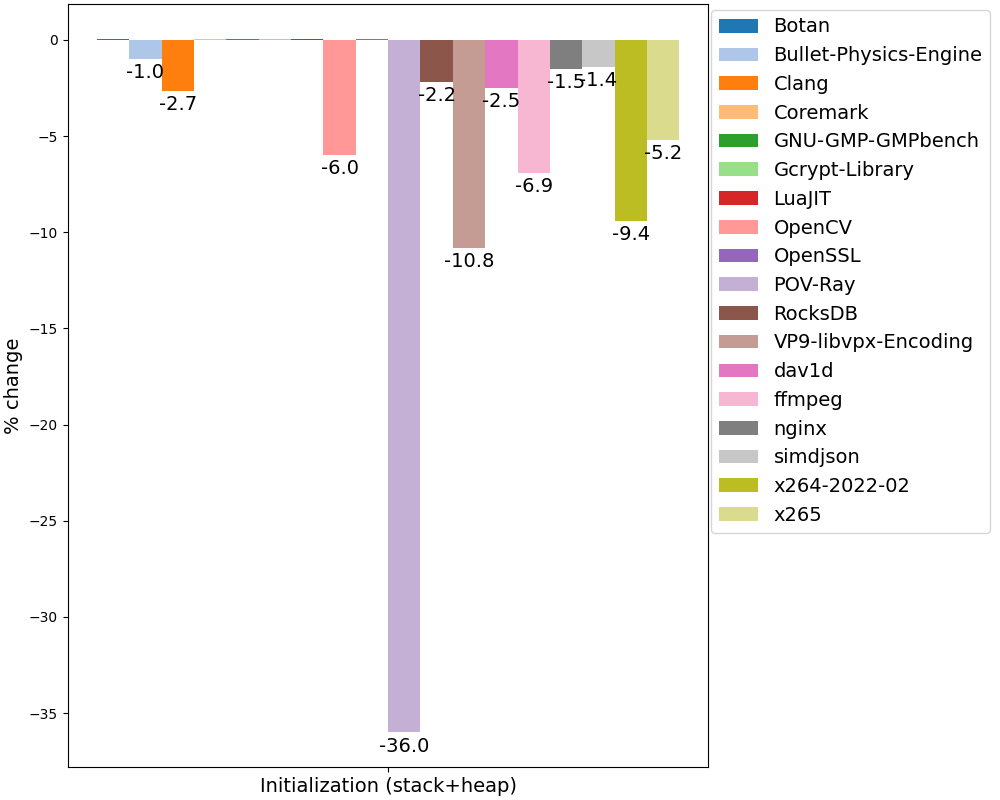 0
−5
−10
−15
−20
−25
−30
−35
% change
-1.0
-2.7
-6.0
-36.0
-2.2
-10.8
-2.5
-6.9
-1.5
-1.4
-9.4
-5.2
Initialization (stack+heap)
Botan
Bullet-Physics-Engine
Clang
Coremark
GNU-GMP-GMPbench
Gcrypt-Library
LuaJIT
OpenCV
OpenSSL
POV-Ray
RocksDB
VP9-libvpx-Encoding
dav1d
ffmpeg
nginx
simdjson
x264-2022-02
x265